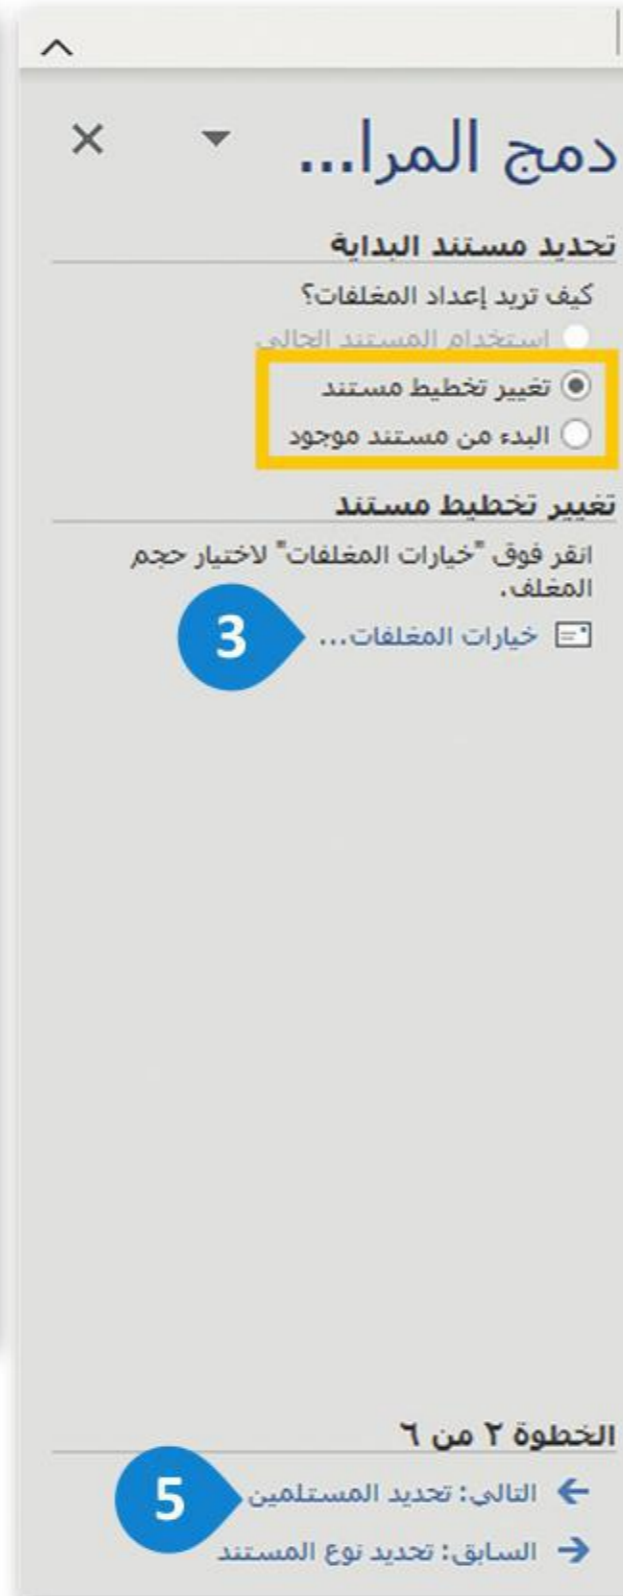 دمج المرا...
تحديد مستند البداية
كيف تريد إعداد المغلفات؟
استخدام المستند الحالي
تغيير تخطيط مستند
البدء من مستند موجود
تغيير تخطيط مستند
انقر فوق "خيارات المغلفات" لاختيار حجم
المغلف.
خيارات المغلفات...
3
الخطوة ٢ من ٦
التالي: تحديد المستلمين
5
السابق: تحديد نوع المستند